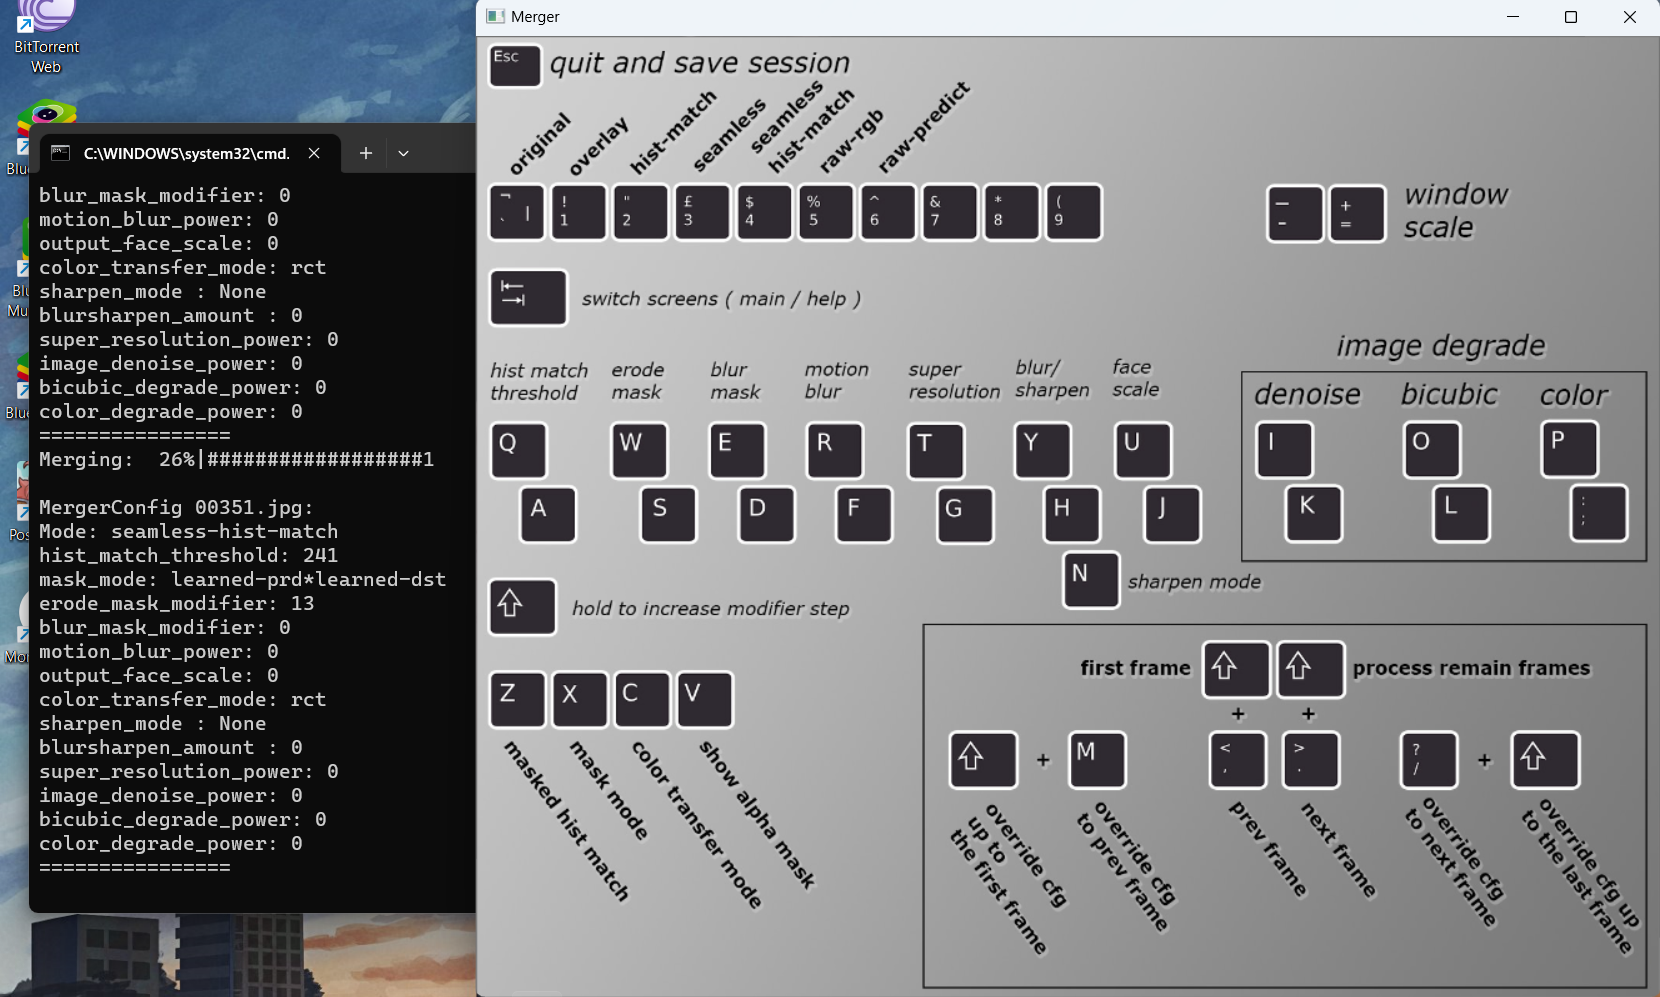 BitTorrent
Web
Merger
C:\WINDOWS\system32\cmd.
blur_mask_modifier: 0
motion_blur_power: 0
output_face_scale: 0
color_transfer_mode: rct
sharpen_mode : None
blursharpen_amount : 0
super_resolution_power: 0
image_denoise_power: 0
bicubic_degrade_power: 0
color_degrade_power: 0
================
Merging:  26%|##################1
MergerConfig 00351.jpg:
Mode: seamless-hist-match
hist_match_threshold: 241
mask_mode: learned-prd*learned-dst
erode_mask_modifier: 13
blur_mask_modifier: 0
motion_blur_power: 0
output_face_scale: 0
color_transfer_mode: rct
sharpen_mode : None
blursharpen_amount : 0
super_resolution_power: 0
image_denoise_power: 0
bicubic_degrade_power: 0
color_degrade_power: 0
================
Esc quit and save session
original
overlay
hist-match
seamless
seamless
hist-match
raw-rgb
raw-predict
¬ ! " £ $ % ^ & * (
` | 1 2 3 4 5 6 7 8 9
_ +
- =
window
scale
switch screens ( main / help )
hist match
threshold
erode
mask
blur
mask
motion
blur
super
resolution
blur/
sharpen
face
scale
image degrade
denoise bicubic color
Q W E R T Y U I O P
A S D F G H J K L : ;
N sharpen mode
hold to increase modifier step
Z X C V
masked hist match
mask mode
color transfer mode
show alpha mask
first frame
process remain frames
+ +
+ M
< ,
> .
? / +
override cfg
up to
the first frame
override cfg
to prev frame
prev frame
next frame
override cfg
to next frame
override cfg up
to the last frame